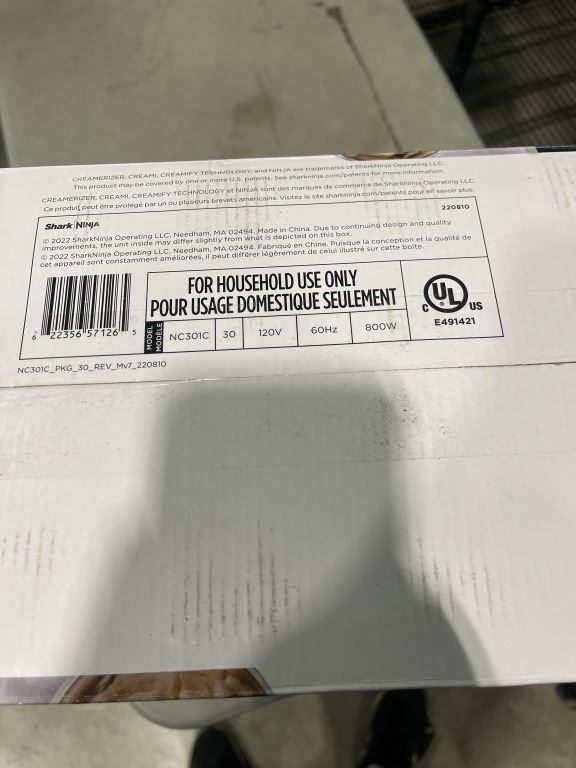 CREAMERIZER, CREAMI, CREAMIFY TECHNOLOGY, and NINJA are trademarks of SharkNinja Operating LLC.
This product may be covered by one or more U.S. patents. See sharkninja.com/patents for more information.
CREAMERIZER, CREAMI, CREAMIFY TECHNOLOGY et NINJA sont des marques de commerce de SharkNinja Operating LLC.
Ce produit peut être protégé par un ou plusieurs brevets américains. Visitez le site sharkninja.com/patents pour en savoir plus.
220810
Shark NINJA
© 2022 SharkNinja Operating LLC, Needham, MA 02494. Made in China. Due to continuing design and quality
improvements, the unit inside may differ slightly from what is depicted on this box.
© 2022 SharkNinja Operating LLC, Needham, MA 02494. Fabriqué en Chine. Puisque la conception et la qualité de
cet appareil sont constamment améliorées, il peut différer légèrement de celui illustré sur cette boîte.
FOR HOUSEHOLD USE ONLY
POUR USAGE DOMESTIQUE SEULEMENT
C UL US
E491421
6 22356 57126 5
MODEL
MODÈLE
NC301C 30 120V 60Hz 800W
NC301C_PKG_30_REV_Mv7_220810